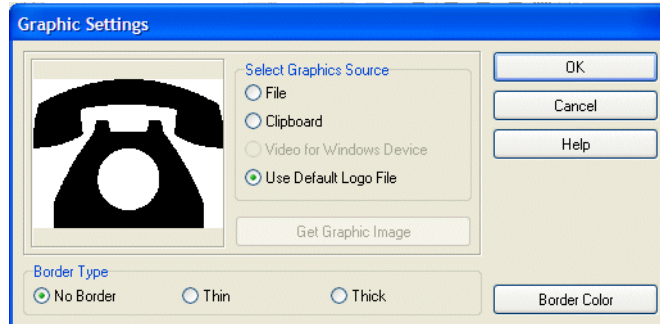 Graphic Settings
Select Graphics Source
File
Clipboard
Video for Windows Device
Use Default Logo File
Get Graphic Image
OK
Cancel
Help
Border Type
No Border Thin Thick
Border Color